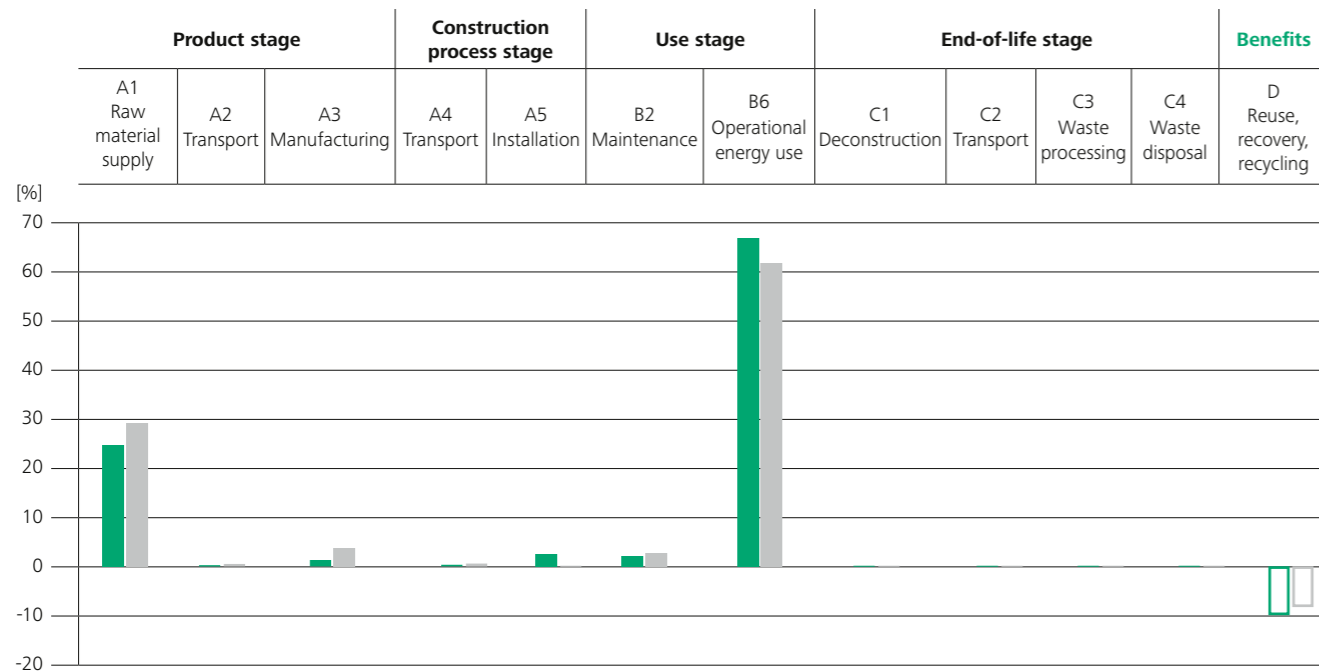 Product stage
Construction
process stage
Use stage
End-of-life stage
Benefits
A1
Raw
material
supply
A2
Transport
A3
Manufacturing
A4
Transport
A5
Installation
B2
Maintenance
B6
Operational
energy use
C1
Deconstruction
C2
Transport
C3
Waste
processing
C4
Waste
disposal
D
Reuse,
recovery,
recycling
[%]
70
60
50
40
30
20
10
0
-10
-20